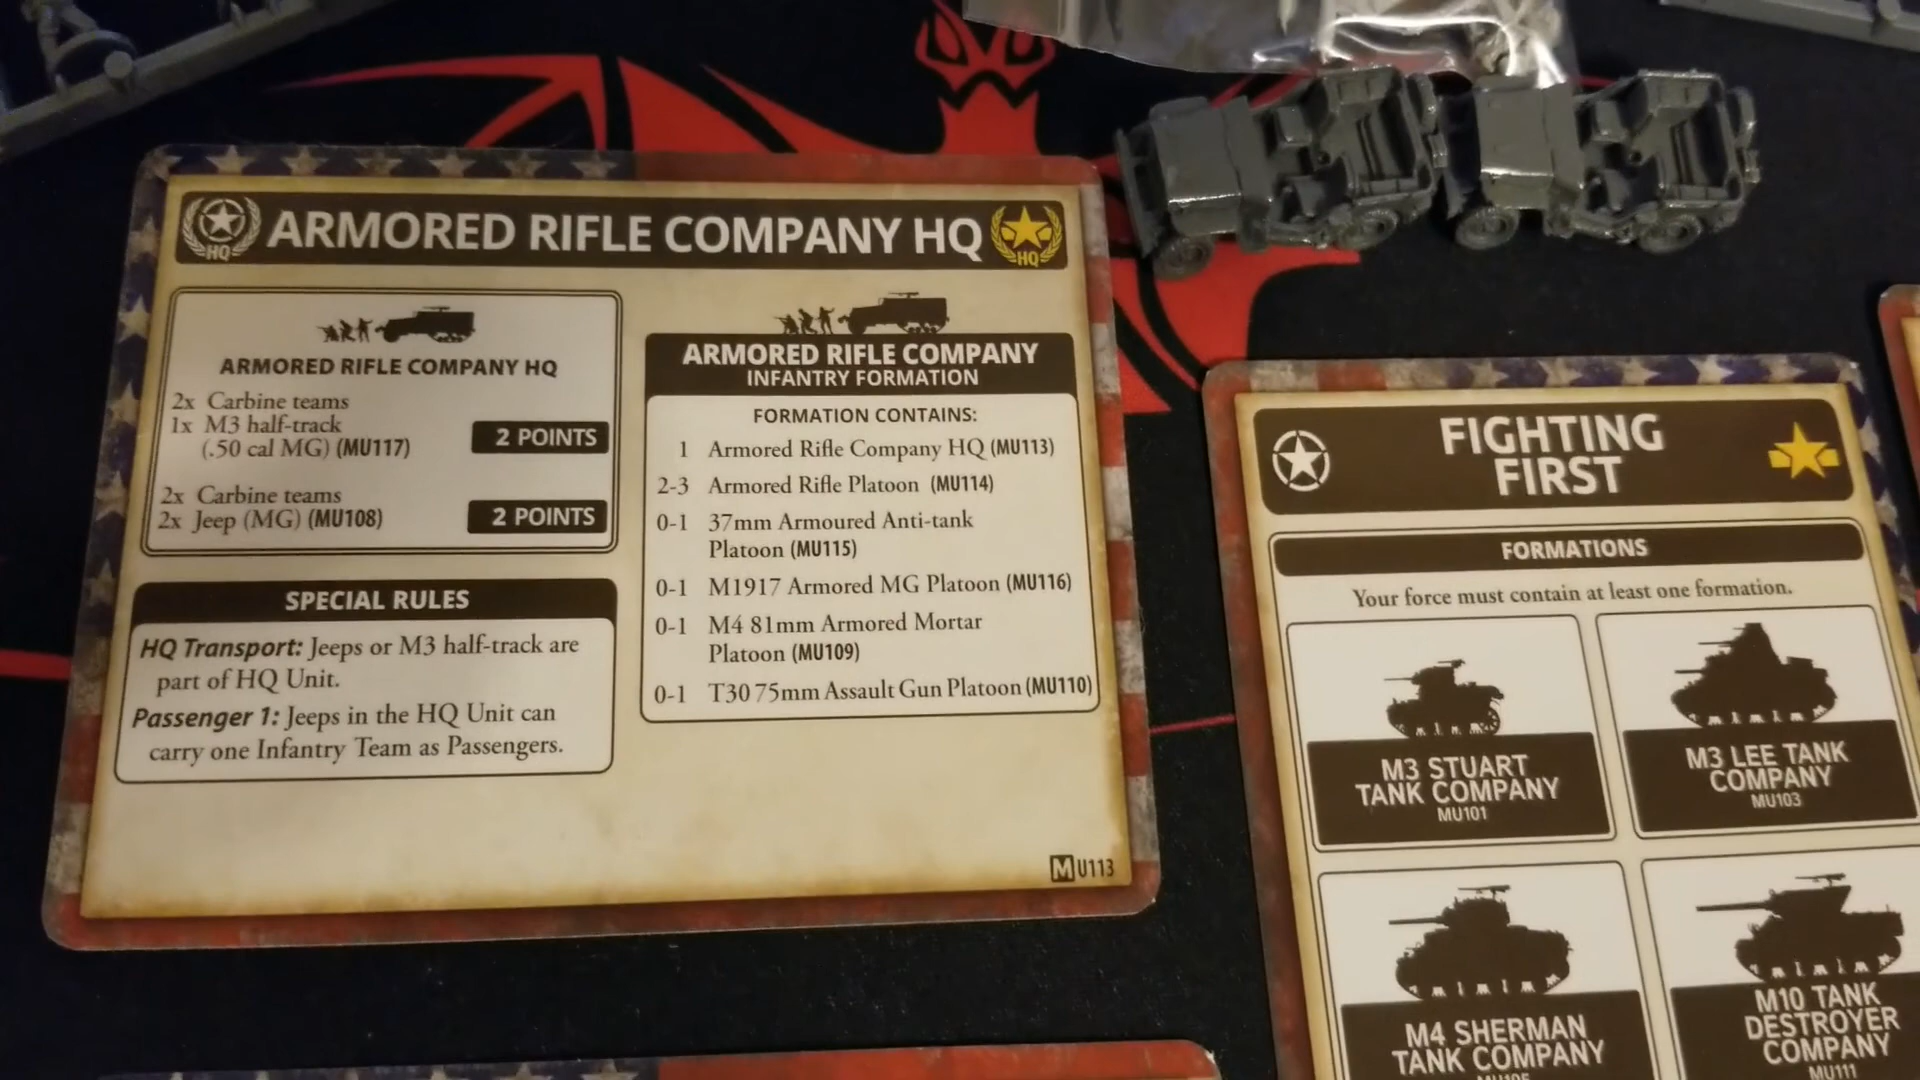 ARMORED RIFLE COMPANY HQ
HQ
HQ
ARMORED RIFLE COMPANY HQ
2x Carbine teams
1x M3 half-track
(.50 cal MG) (MU117)
2 POINTS
2x Carbine teams
2x Jeep (MG) (MU108)
2 POINTS
SPECIAL RULES
HQ Transport: Jeeps or M3 half-track are
part of HQ Unit.
Passenger 1: Jeeps in the HQ Unit can
carry one Infantry Team as Passengers.
ARMORED RIFLE COMPANY
INFANTRY FORMATION
FORMATION CONTAINS:
1 Armored Rifle Company HQ (MU113)
2-3 Armored Rifle Platoon (MU114)
0-1 37mm Armoured Anti-tank
Platoon (MU115)
0-1 M1917 Armored MG Platoon (MU116)
0-1 M4 81mm Armored Mortar
Platoon (MU109)
0-1 T30 75mm Assault Gun Platoon (MU110)
MU113
FIGHTING
FIRST
FORMATIONS
Your force must contain at least one formation.
M3 STUART
TANK COMPANY
MU101
M3 LEE TANK
COMPANY
MU103
M4 SHERMAN
TANK COMPANY
M10 TANK
DESTROYER
COMPANY
MU111